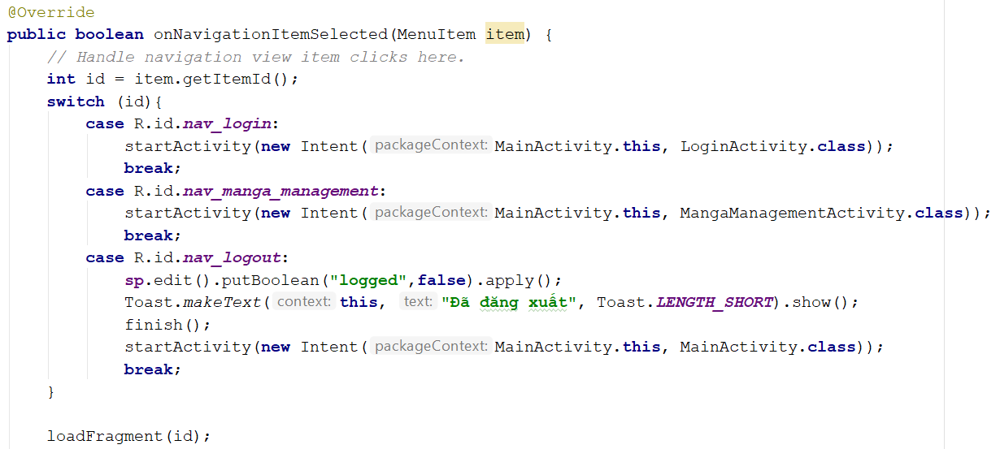 @Override
public boolean onNavigationItemSelected(MenuItem item) {
// Handle navigation view item clicks here.
int id = item.getItemId();
switch (id){
case R.id.nav_login:
startActivity(new Intent( packageContext: MainActivity.this, LoginActivity.class));
break;
case R.id.nav_manga_management:
startActivity(new Intent( packageContext: MainActivity.this, MangaManagementActivity.class));
break;
case R.id.nav_logout:
sp.edit().putBoolean("logged",false).apply();
Toast.makeText( context: this, text: "Đã đăng xuất", Toast.LENGTH_SHORT).show();
finish();
startActivity(new Intent( packageContext: MainActivity.this, MainActivity.class));
break;
}
loadFragment(id);